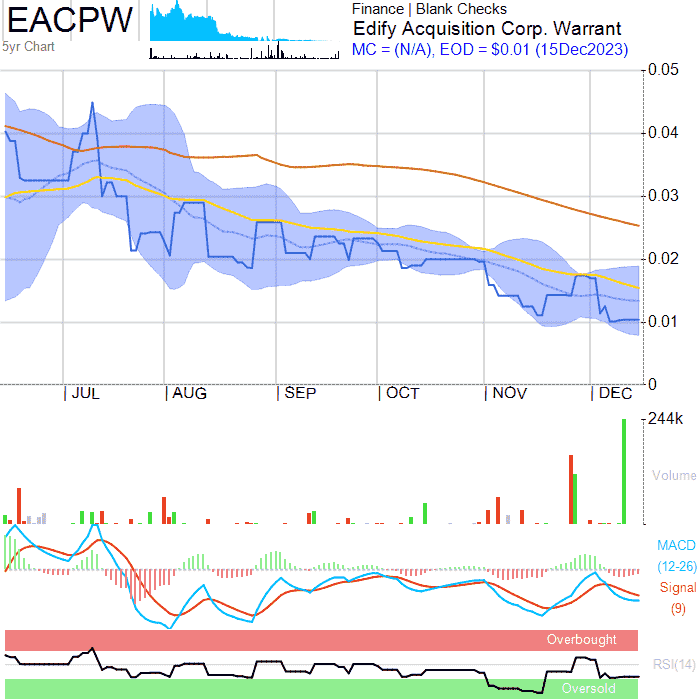 EACPW
5yr Chart
Finance | Blank Checks
Edify Acquisition Corp. Warrant
MC = (N/A), EOD = $0.01 (15Dec2023)
0.05
0.04
0.03
0.02
0.01
0
JUL AUG SEP OCT NOV DEC
244k
Volume
MACD
(12-26)
Signal
(9)
Overbought
RSI(14)
Oversold